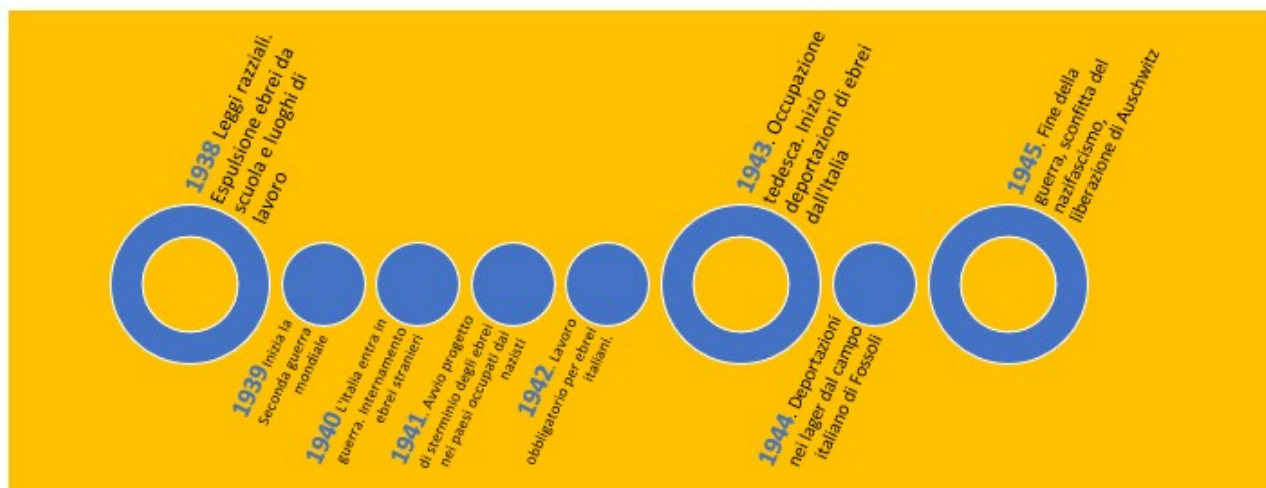 1938 Leggi razziali.
Espulsione ebrei da
scuola e luoghi di
lavoro
1939 Inizia la
Seconda guerra
mondiale
1940 L'Italia entra in
guerra. Internamento
ebrei stranieri
1941. Avvio progetto
di sterminio degli ebrei
nei paesi occupati dai
nazisti
1942. Lavoro
obbligatorio per ebrei
italiani.
1943. Occupazione
tedesca. Inizio
deportazioni di ebrei
dall'Italia
1944. Deportazioni
nei lager dal campo
italiano di Fossoli
1945. Fine della
guerra, sconfitta del
nazifascismo,
liberazione di Auschwitz